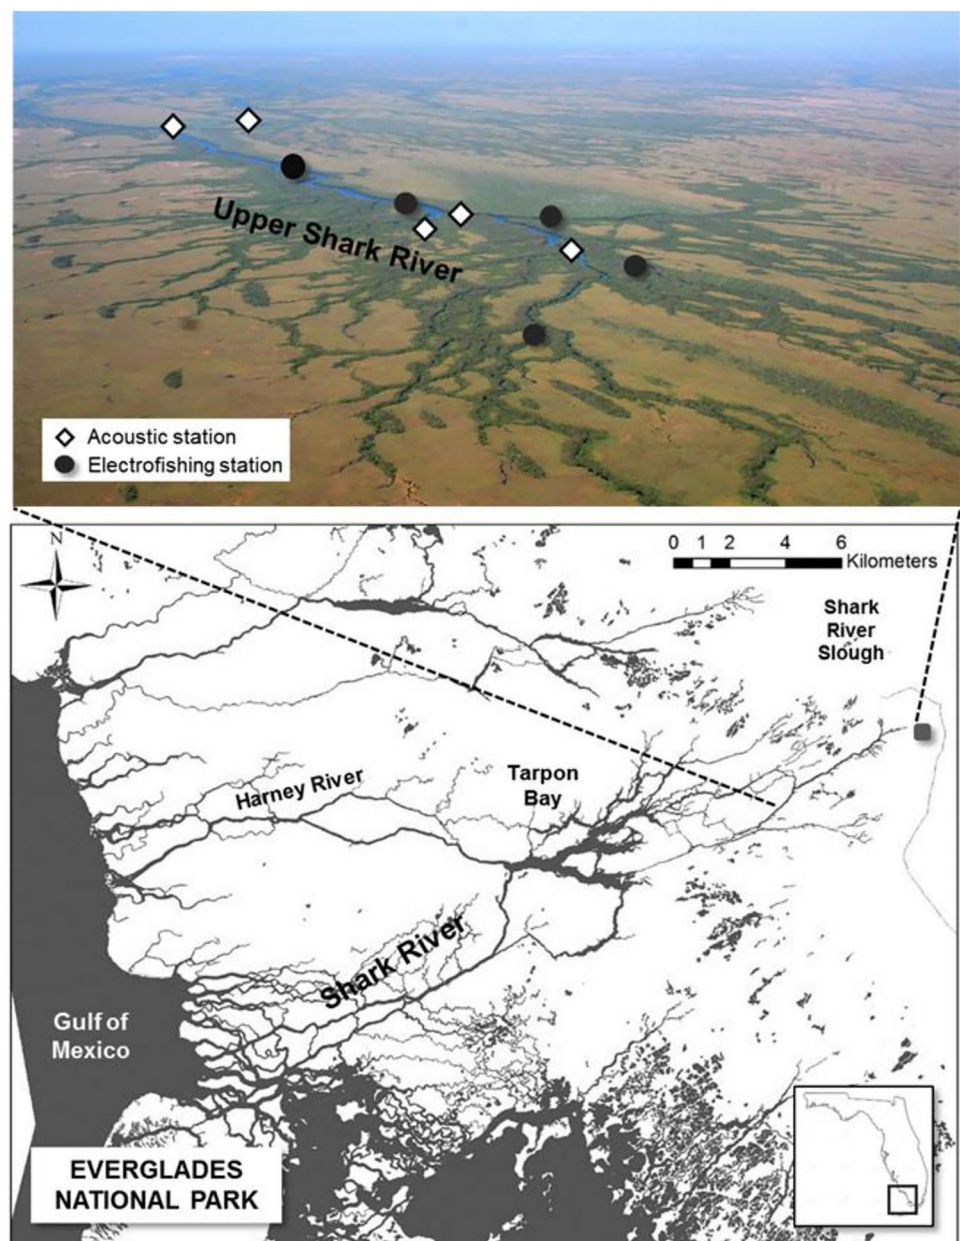 Upper Shark River
Acoustic station
Electrofishing station
N
0 1 2 4 6
Kilometers
Shark
River
Slough
Tarpon
Bay
Harney River
Shark River
Gulf of
Mexico
EVERGLADES
NATIONAL PARK